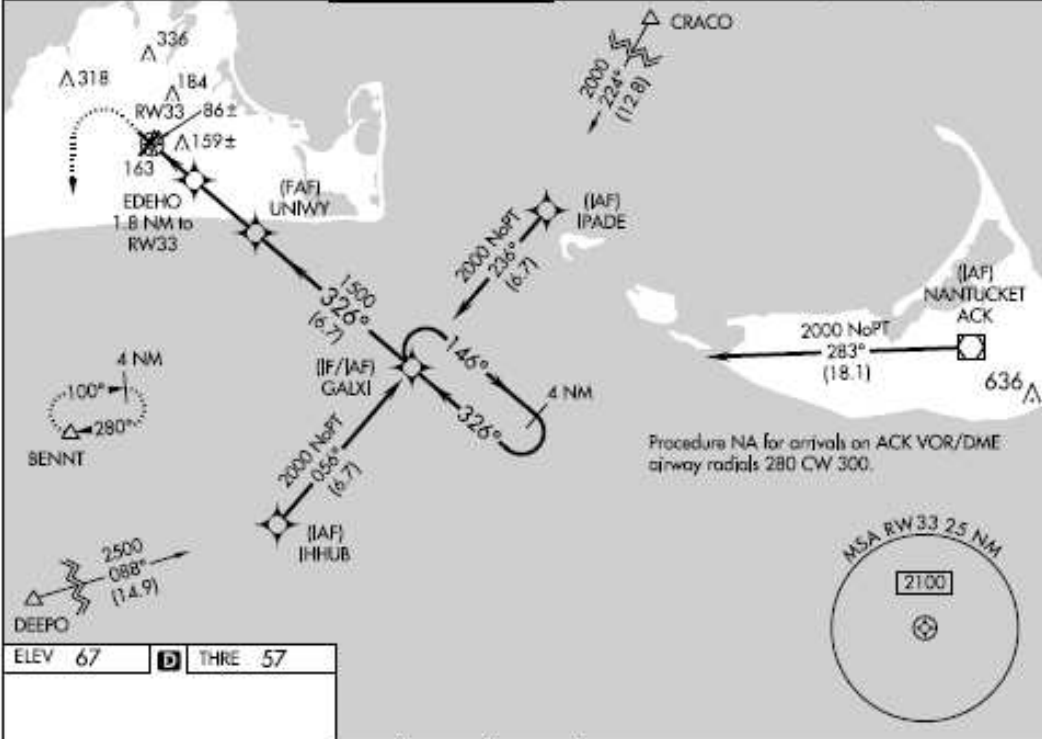 336
CRACO
318
184
2000
224°
(12.8)
RW33
86±
159±
163
EDEHO
1.8 NM to
RW33
(FAF)
UNIWY
(IAF)
IPADE
2000 NoPT
236°
(6.7)
(IAF)
NANTUCKET
ACK
1500
326°
(6.7)
2000 NoPT
283°
(18.1)
146°
4 NM
(IF/IAF)
GALXI
4 NM
636
100°
326°
280°
BENNT
Procedure NA for arrivals on ACK VOR/DME
airway radials 280 CW 300.
2000 NoPT
056°
(6.7)
(IAF)
IHHUB
MSA RW33 25 NM
2500
088°
(14.9)
2100
DEEPO
ELEV 67 D THRE 57